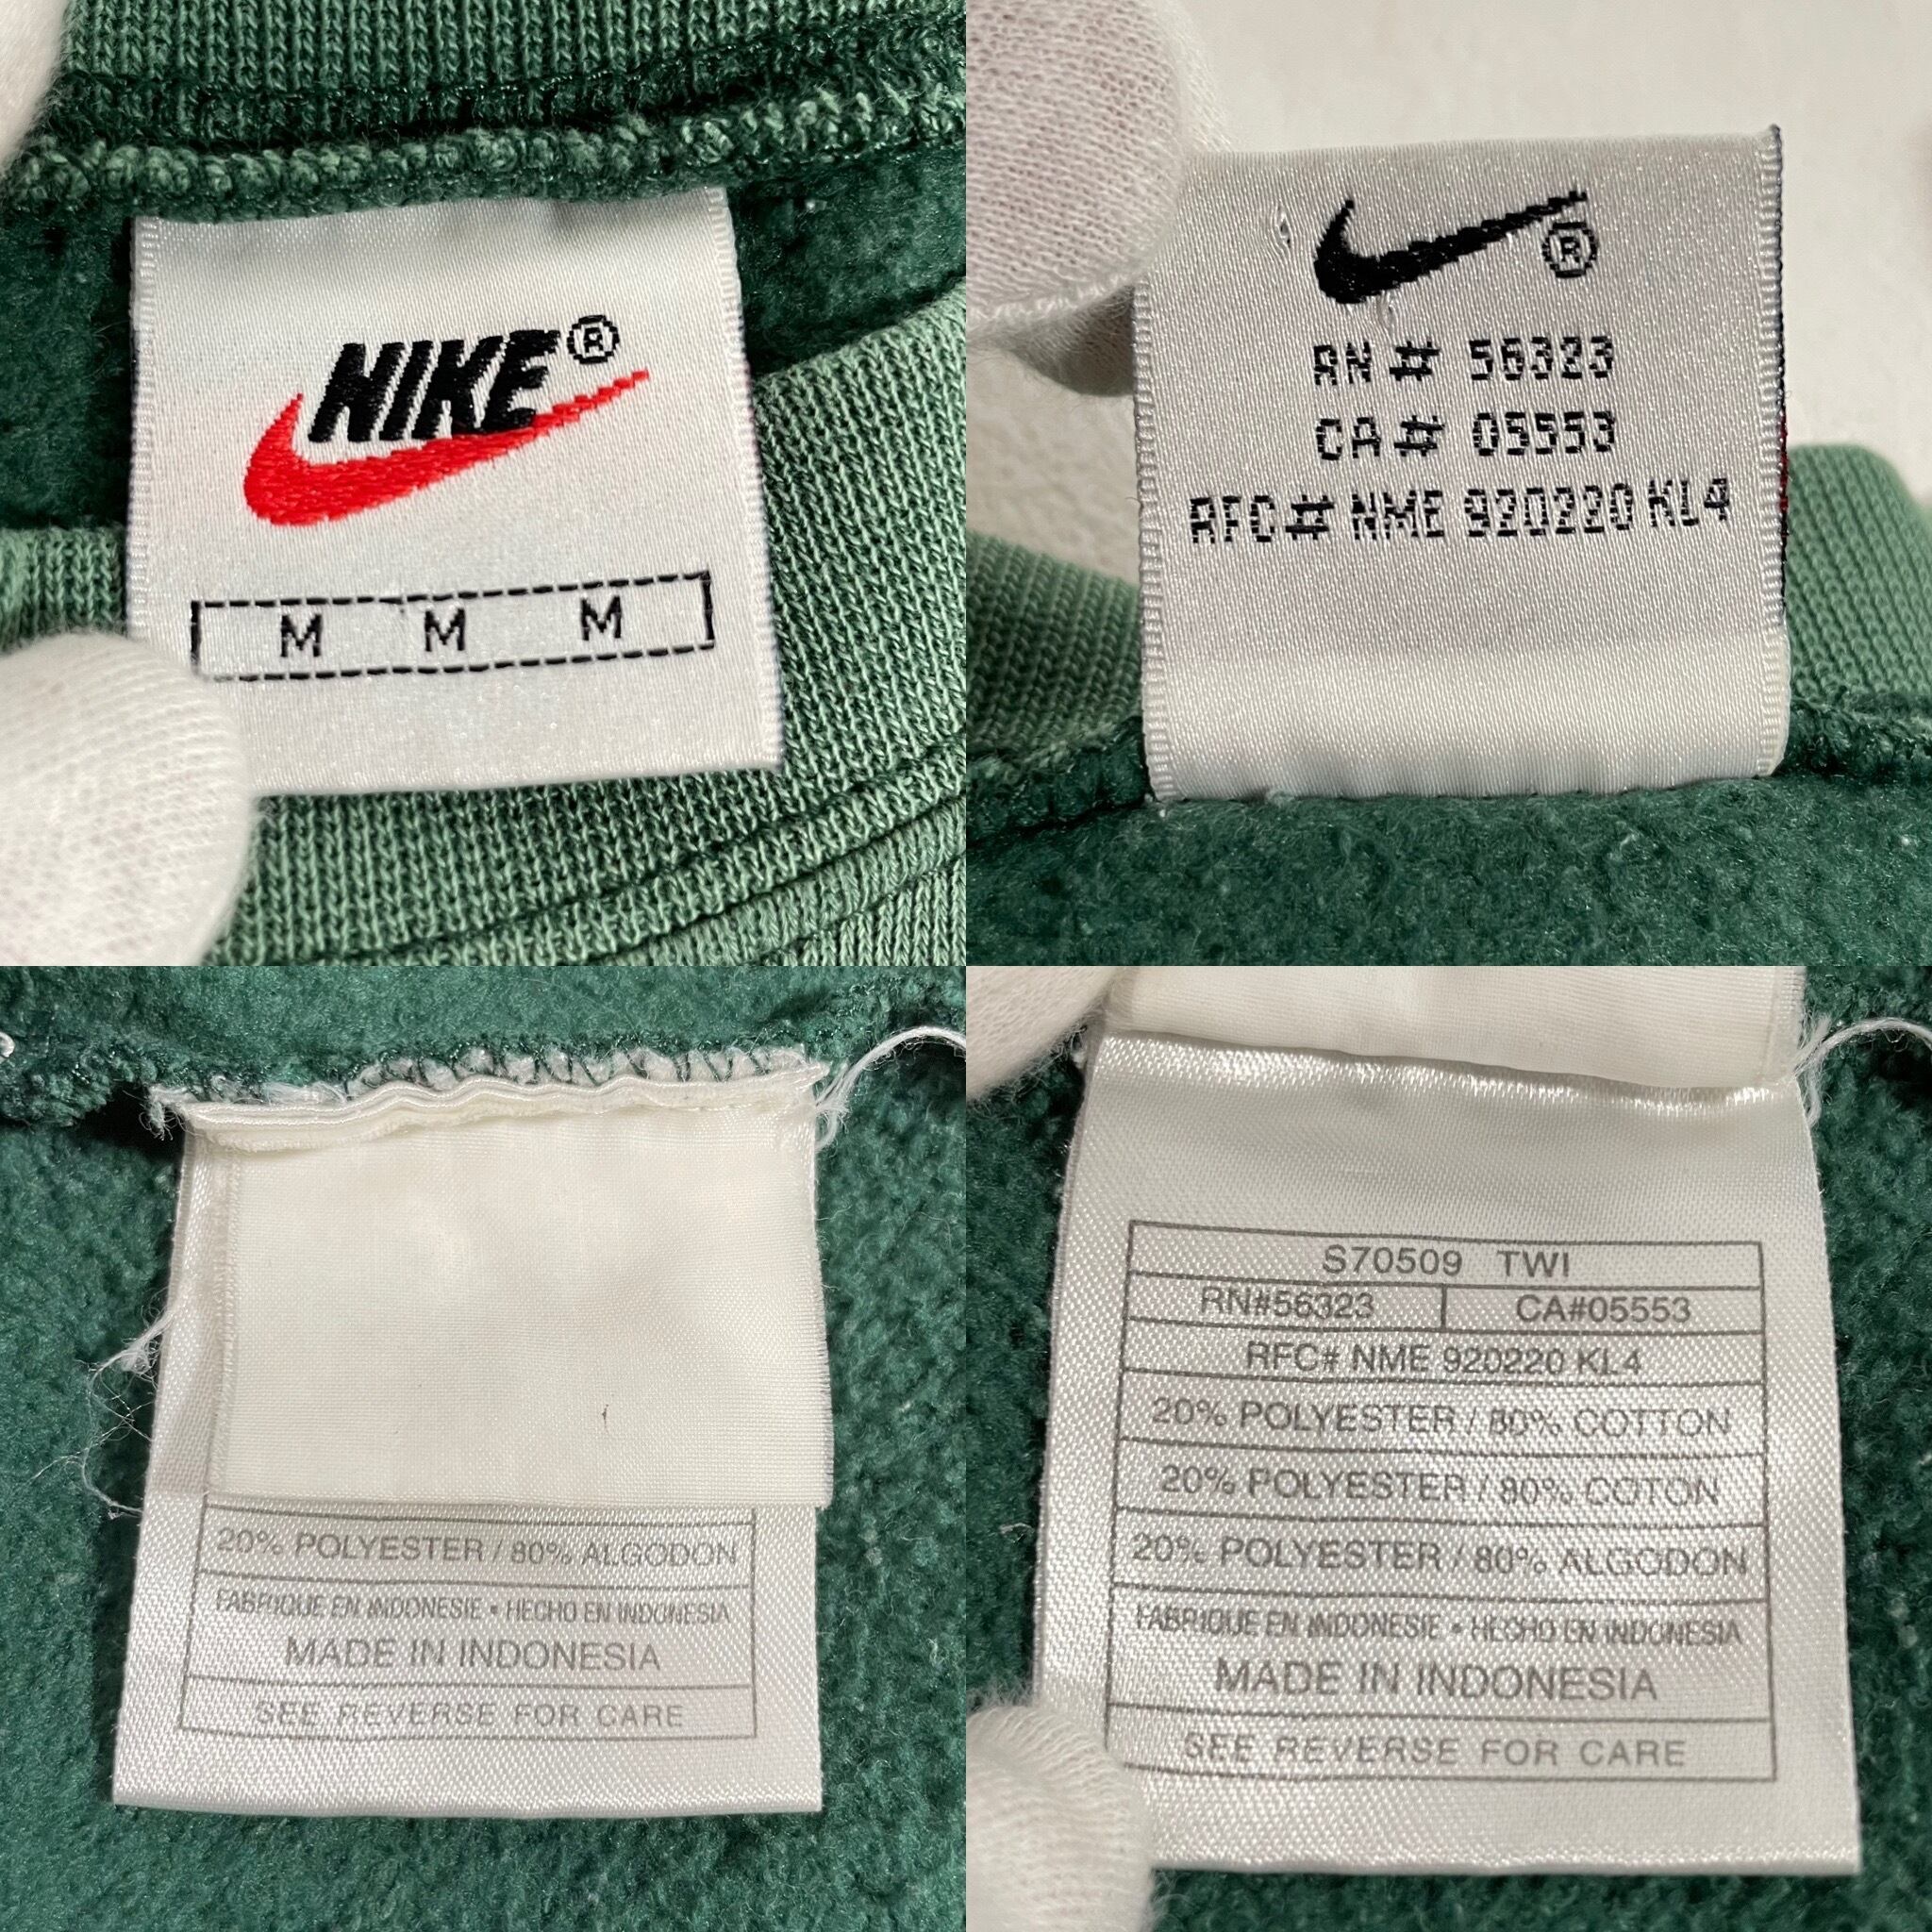 NIKE®
M M M
®
RN # 56323
CA # 05553
RFC# NME 920220 KL4
20% POLYESTER / 80% ALGODON
FABRIQUE EN INDONESIE • HECHO EN INDONESIA
MADE IN INDONESIA
SEE REVERSE FOR CARE
S70509 TWI
RN#56323 CA#05553
RFC# NME 920220 KL4
20% POLYESTER / 80% COTTON
20% POLYESTER / 80% COTON
20% POLYESTER / 80% ALGODON
FABRIQUE EN INDONESIE • HECHO EN INDONESIA
MADE IN INDONESIA
SEE REVERSE FOR CARE